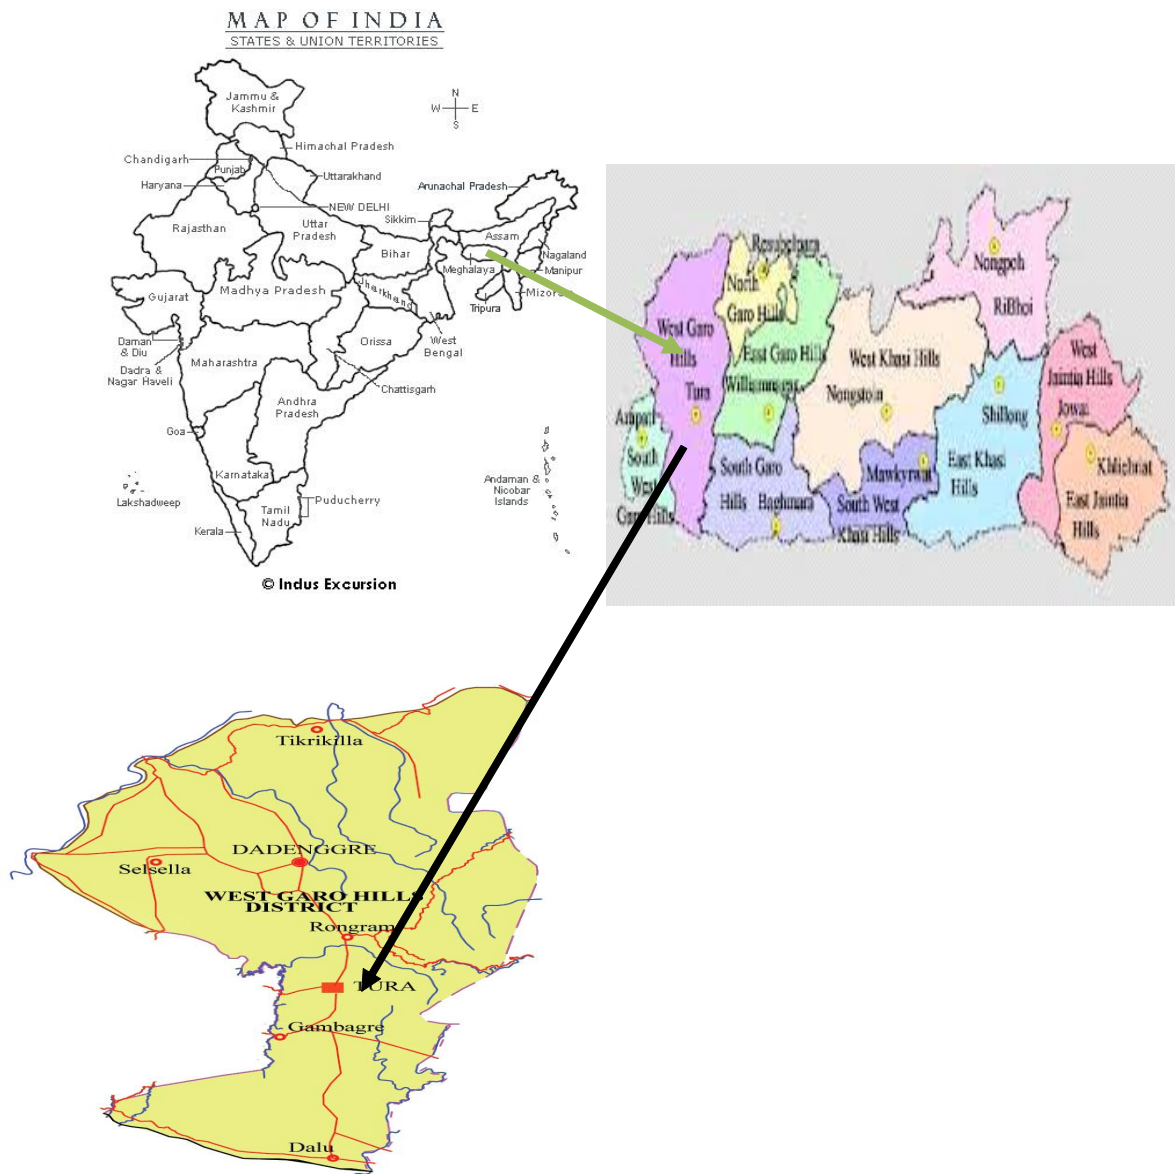 MAP OF INDIA
STATES & UNION TERRITORIES
N
W
E
S
Jammu &
Kashmir
Himachal Pradesh
Chandigarh
Punjab
Uttarakhand
Haryana
Arunachal Pradesh
NEW DELHI
Sikkim
Rajasthan
Uttar
Pradesh
Assam
Bihar
Nagaland
Meghalaya
Manipur
Jharkhand
Mizoram
Gujarat
Madhya Pradesh
Tripura
Daman
& Diu
Orissa
West
Bengal
Dadra &
Nagar Haveli
Maharashtra
Chattisgarh
Andhra
Pradesh
Goa
Karnataka
Lakshadweep
Puducherry
Andaman &
Nicobar
Islands
Tamil
Nadu
Kerala
© Indus Excursion
Resubelpara
North
Garo Hills
Nongpoh
RiBhoi
West Garo
Hills
Tura
East Garo Hills
Williamnagar
West Khasi Hills
Nongstoin
West
Jaintia Hills
Jowai
Shillong
Ampati
South
West
Garo Hills
South Garo
Hills
Baghmara
Mawkyrwat
South West
Khasi Hills
East Khasi
Hills
Khliehriat
East Jaintia
Hills
Tikrikilla
DADENGGRE
Selsella
WEST GARO HILLS
DISTRICT
Rongram
TURA
Gambagre
Dalu